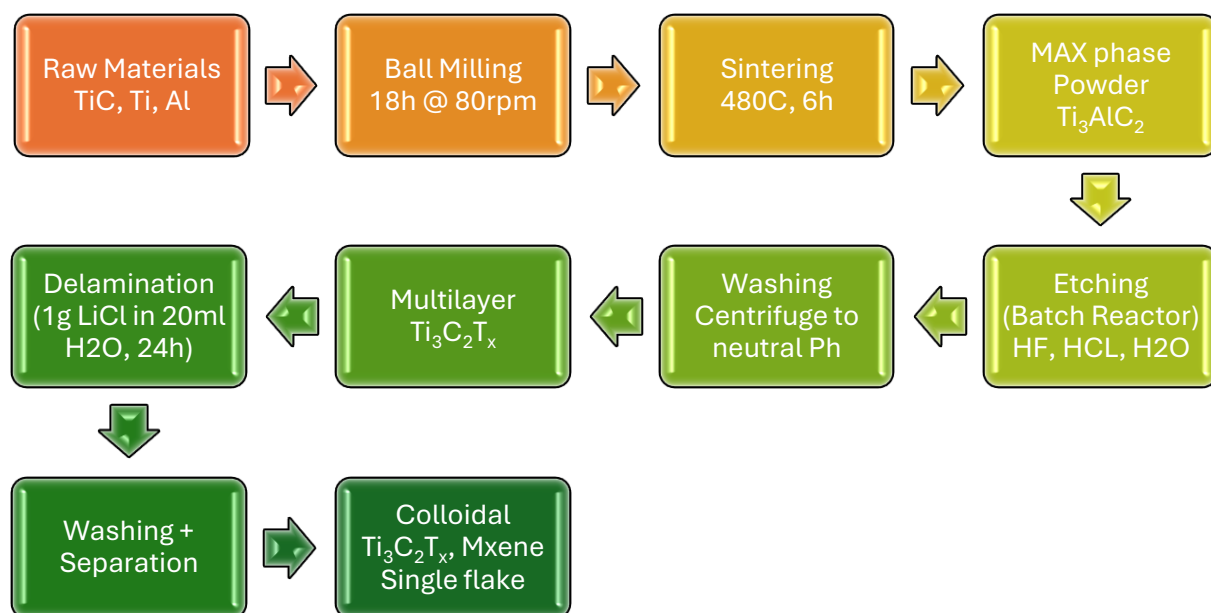 Raw Materials
TiC, Ti, Al
Ball Milling
18h @ 80rpm
Sintering
480C, 6h
MAX phase
Powder
Ti₃AlC₂
Etching
(Batch Reactor)
HF, HCL, H2O
Washing
Centrifuge to
neutral Ph
Multilayer
Ti₃C₂Tₓ
Delamination
(1g LiCl in 20ml
H2O, 24h)
Washing +
Separation
Colloidal
Ti₃C₂Tₓ, Mxene
Single flake